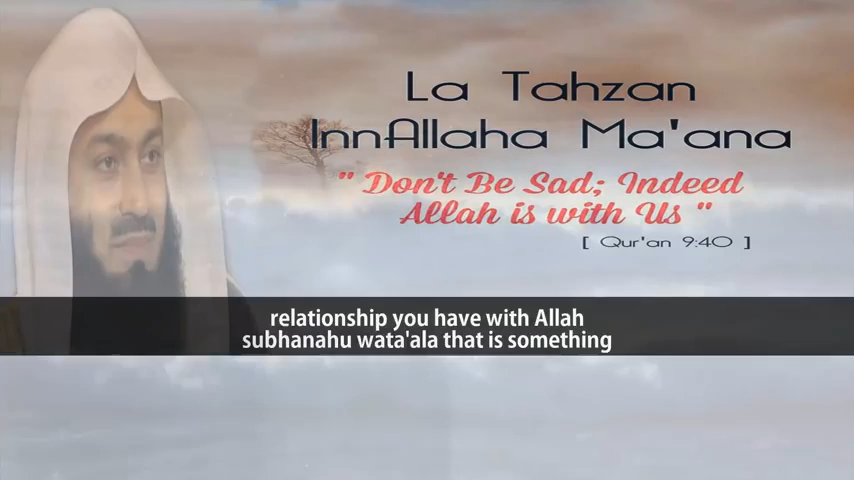 La Tahzan
InnAllaha Ma'ana
" Don't Be Sad; Indeed
Allah is with Us "
[ Qur'an 9:40 ]
relationship you have with Allah
subhanahu wata'ala that is something